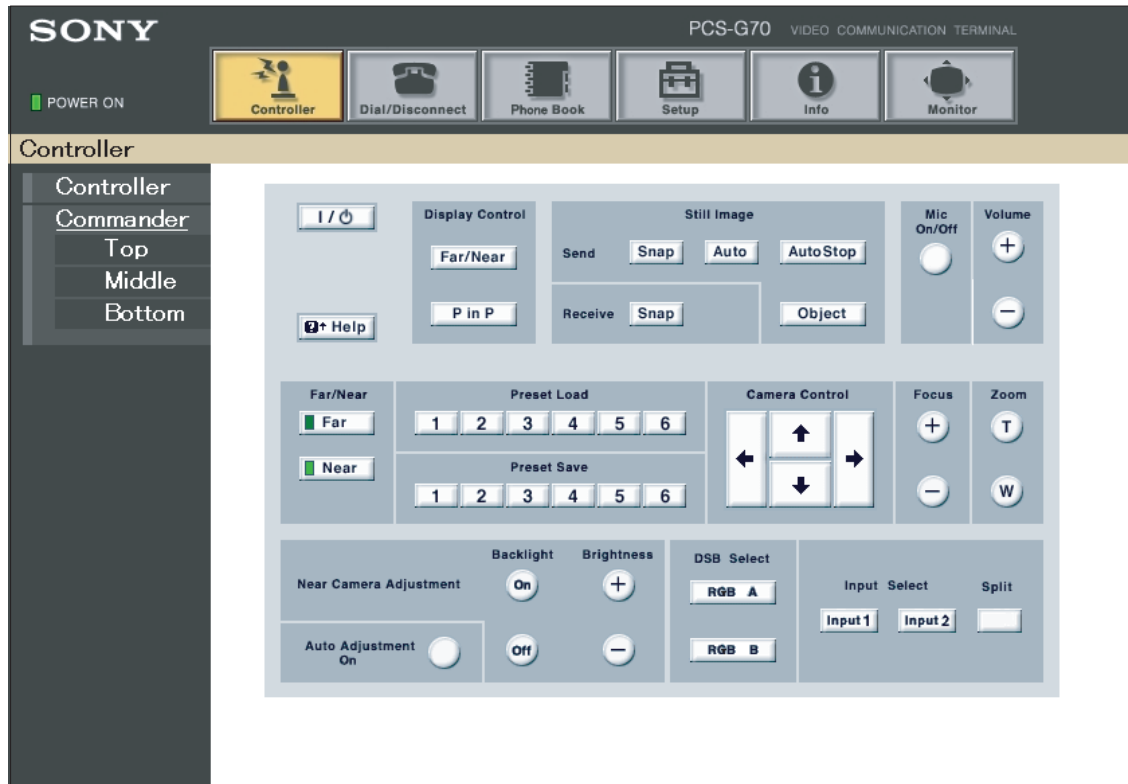 SONY
PCS-G70 VIDEO COMMUNICATION TERMINAL
POWER ON
Controller
Dial/Disconnect
Phone Book
Setup
Info
Monitor
Controller
Controller
Commander
Top
Middle
Bottom
I / ⏻
Display Control
Still Image
Mic On/Off
Volume
Far/Near
Send
Snap
Auto
AutoStop
+
P in P
Receive
Snap
Object
−
?↑ Help
Far/Near
Preset Load
Camera Control
Focus
Zoom
Far
1 2 3 4 5 6
+
T
Near
Preset Save
1 2 3 4 5 6
−
W
Near Camera Adjustment
Backlight
Brightness
On
+
Auto Adjustment
On
Off
−
DSB Select
RGB A
RGB B
Input Select
Split
Input1
Input2